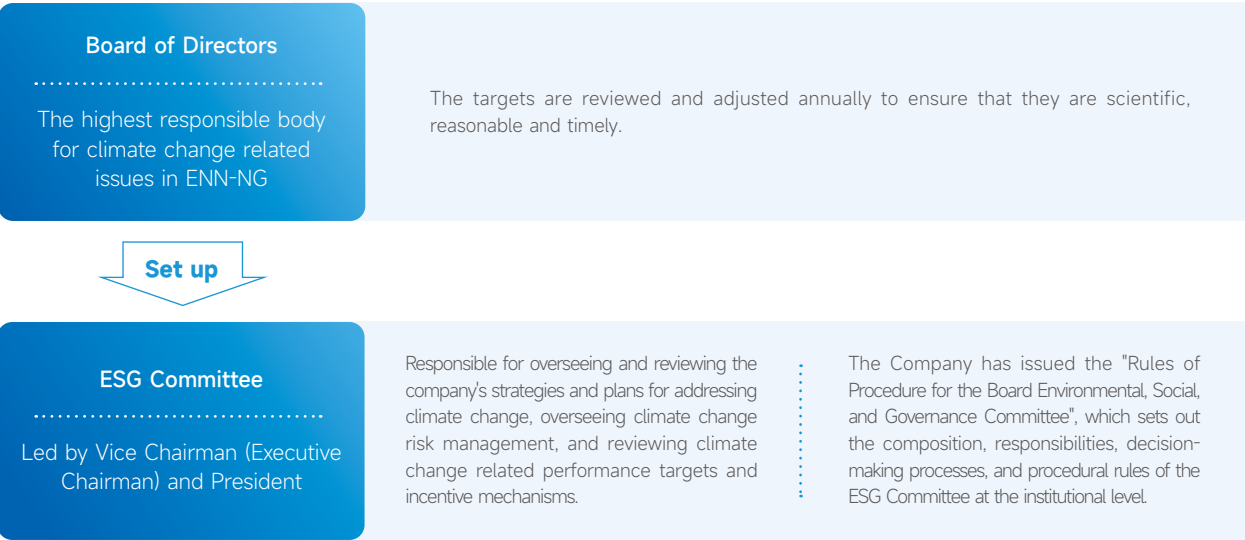 Board of Directors
The highest responsible body
for climate change related
issues in ENN-NG
The targets are reviewed and adjusted annually to ensure that they are scientific,
reasonable and timely.
Set up
ESG Committee
Led by Vice Chairman (Executive
Chairman) and President
Responsible for overseeing and reviewing the
company's strategies and plans for addressing
climate change, overseeing climate change
risk management, and reviewing climate
change related performance targets and
incentive mechanisms.
The Company has issued the "Rules of
Procedure for the Board Environmental, Social,
and Governance Committee", which sets out
the composition, responsibilities, decision-
making processes, and procedural rules of the
ESG Committee at the institutional level.